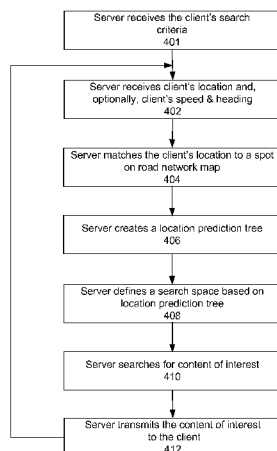 Server receives the client's search
criteria
401
Server receives client's location and,
optionally, client's speed & heading
402
Server matches the client's location to a spot
on road network map
404
Server creates a location prediction tree
406
Server defines a search space based on
location prediction tree
408
Server searches for content of interest
410
Server transmits the content of interest
to the client
412